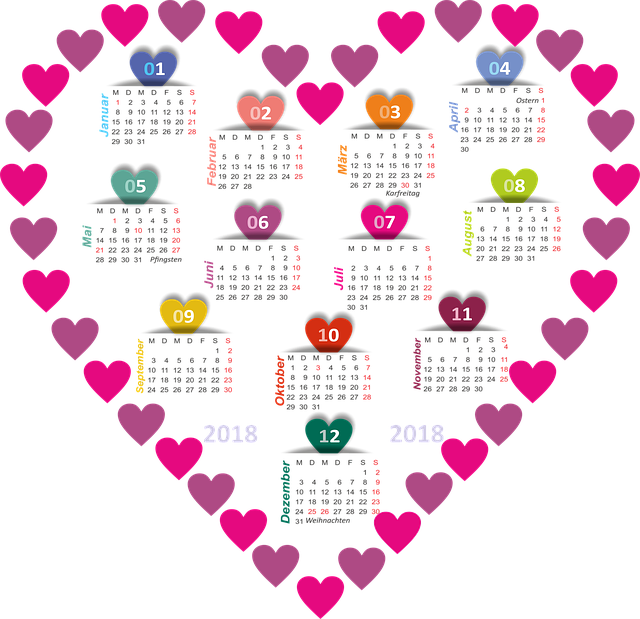 01
Januar
M D M D F S S
1 2 3 4 5 6 7
8 9 10 11 12 13 14
15 16 17 18 19 20 21
22 23 24 25 26 27 28
29 30 31
02
Februar
M D M D F S S
1 2 3 4
5 6 7 8 9 10 11
12 13 14 15 16 17 18
19 20 21 22 23 24 25
26 27 28
03
März
M D M D F S S
1 2 3 4
5 6 7 8 9 10 11
12 13 14 15 16 17 18
19 20 21 22 23 24 25
26 27 28 29 30 31
Karfreitag
04
April
M D M D F S S
Ostern 1
2 3 4 5 6 7 8
9 10 11 12 13 14 15
16 17 18 19 20 21 22
23 24 25 26 27 28 29
30
05
Mai
M D M D F S S
1 2 3 4 5 6
7 8 9 10 11 12 13
14 15 16 17 18 19 20
21 22 23 24 25 26 27
28 29 30 31 Pfingsten
06
Juni
M D M D F S S
1 2 3
4 5 6 7 8 9 10
11 12 13 14 15 16 17
18 19 20 21 22 23 24
25 26 27 28 29 30
07
Juli
M D M D F S S
1
2 3 4 5 6 7 8
9 10 11 12 13 14 15
16 17 18 19 20 21 22
23 24 25 26 27 28 29
30 31
08
August
M D M D F S S
1 2 3 4 5
6 7 8 9 10 11 12
13 14 15 16 17 18 19
20 21 22 23 24 25 26
27 28 29 30 31
09
September
M D M D F S S
1 2
3 4 5 6 7 8 9
10 11 12 13 14 15 16
17 18 19 20 21 22 23
24 25 26 27 28 29 30
10
Oktober
M D M D F S S
1 2 3 4 5 6 7
8 9 10 11 12 13 14
15 16 17 18 19 20 21
22 23 24 25 26 27 28
29 30 31
11
November
M D M D F S S
1 2 3 4
5 6 7 8 9 10 11
12 13 14 15 16 17 18
19 20 21 22 23 24 25
26 27 28 29 30
2018
2018
12
Dezember
M D M D F S S
1 2
3 4 5 6 7 8 9
10 11 12 13 14 15 16
17 18 19 20 21 22 23
24 25 26 27 28 29 30
31 Weihnachten